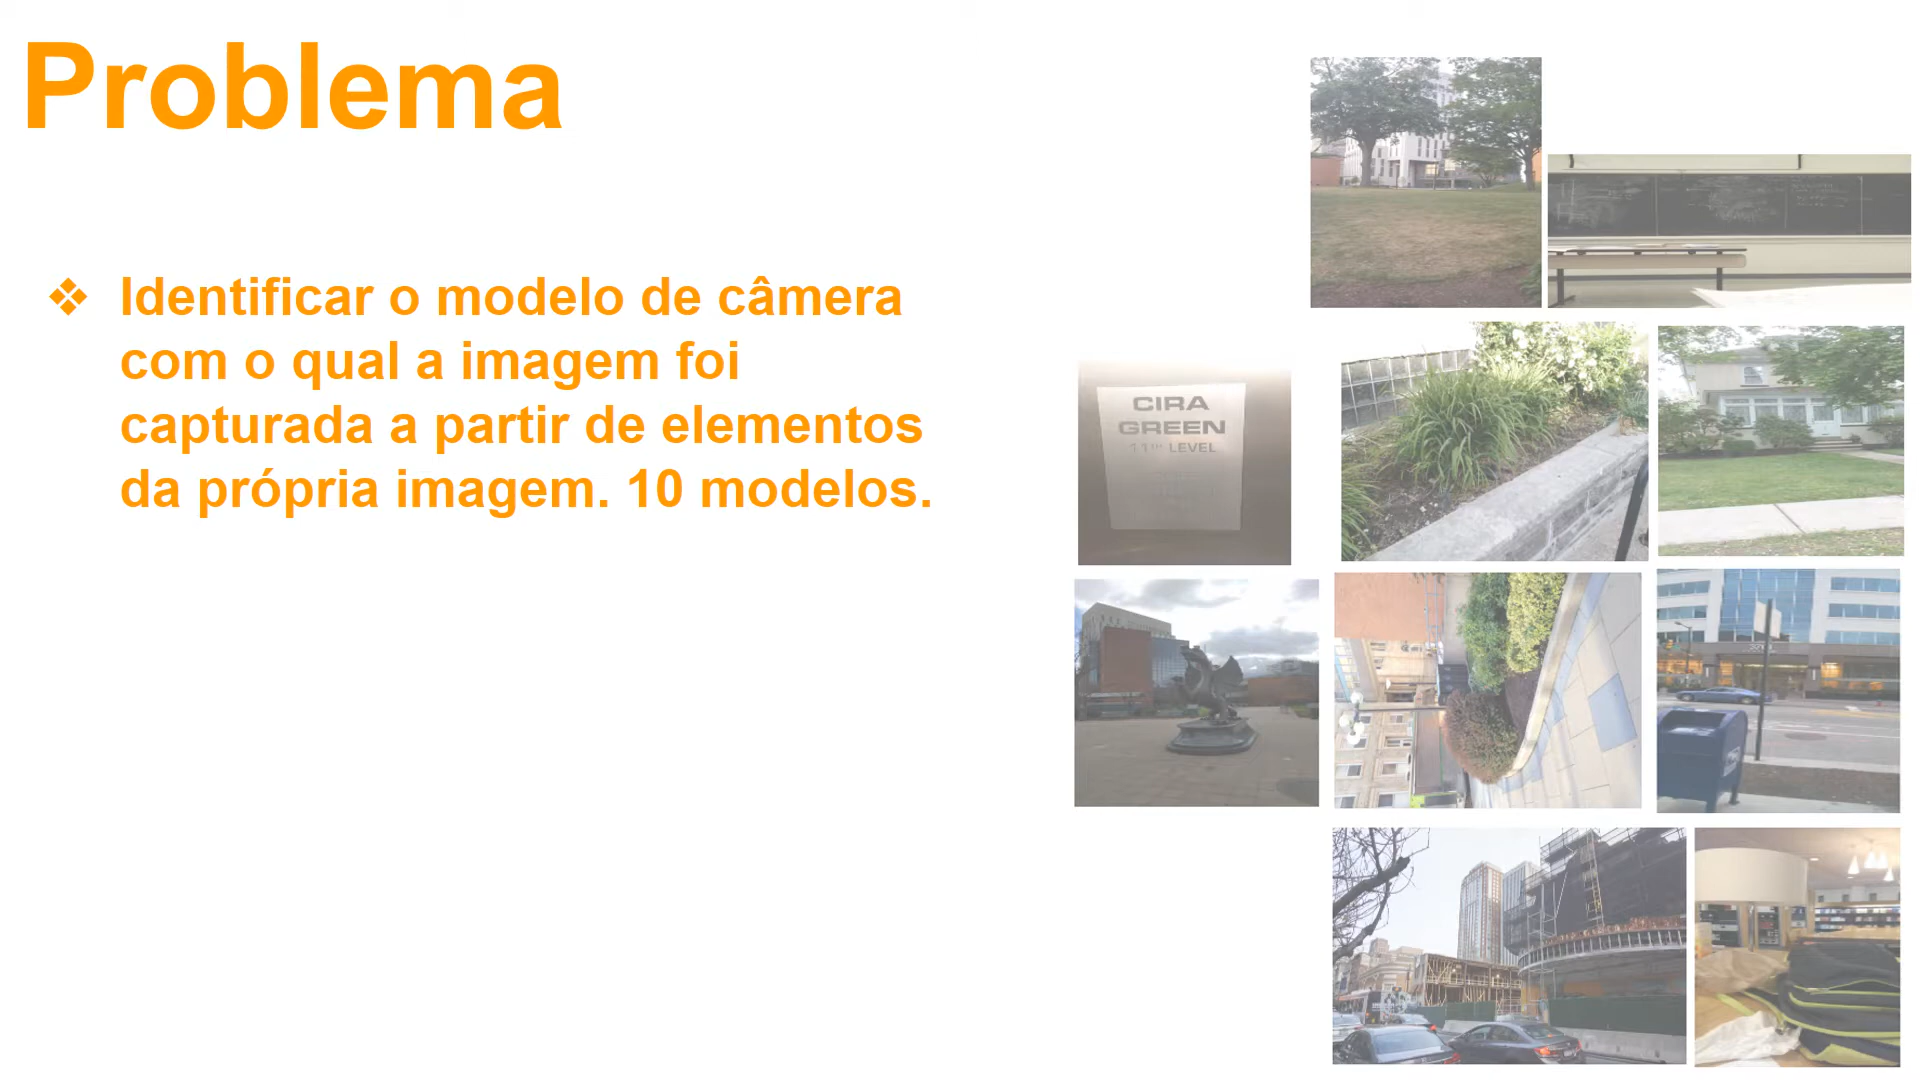 Problema
❖ Identificar o modelo de câmera
com o qual a imagem foi
capturada a partir de elementos
da própria imagem. 10 modelos.
CIRA
GREEN
11TH LEVEL